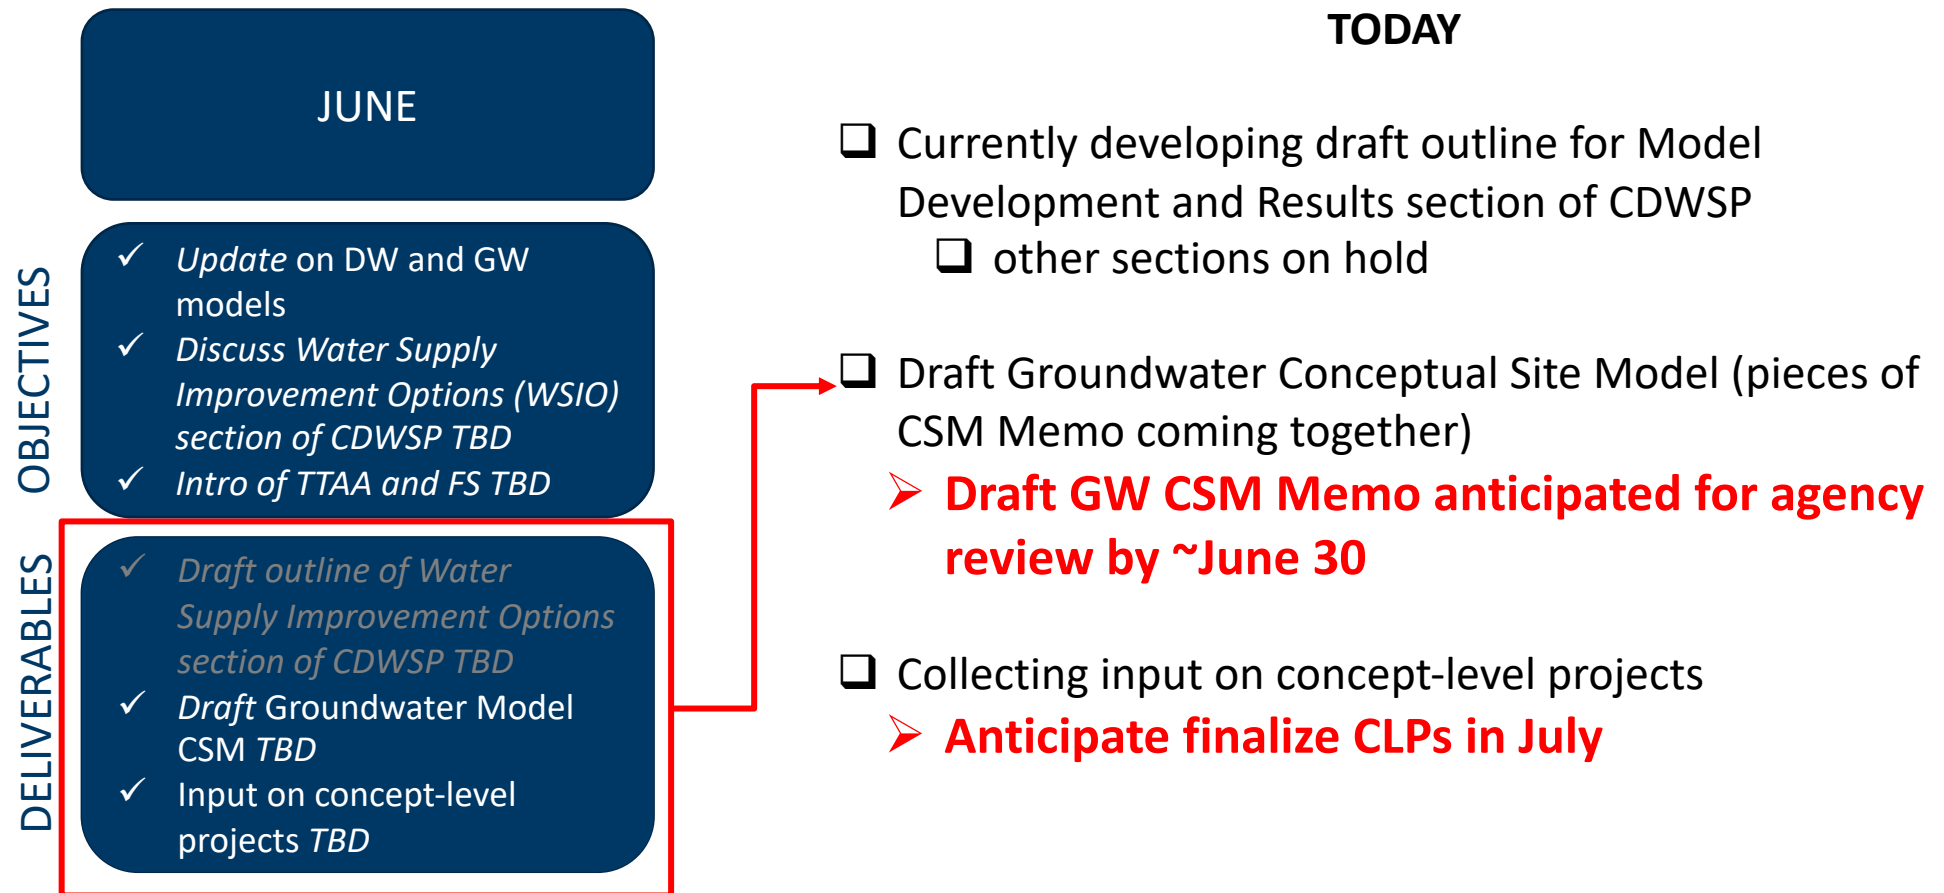 JUNE
OBJECTIVES
✓ Update on DW and GW
models
✓ Discuss Water Supply
Improvement Options (WSIO)
section of CDWSP TBD
✓ Intro of TTAA and FS TBD
DELIVERABLES
✓ Draft outline of Water
Supply Improvement Options
section of CDWSP TBD
✓ Draft Groundwater Model
CSM TBD
✓ Input on concept-level
projects TBD
TODAY
❑ Currently developing draft outline for Model
Development and Results section of CDWSP
❑ other sections on hold
❑ Draft Groundwater Conceptual Site Model (pieces of
CSM Memo coming together)
➢ Draft GW CSM Memo anticipated for agency
review by ~June 30
❑ Collecting input on concept-level projects
➢ Anticipate finalize CLPs in July